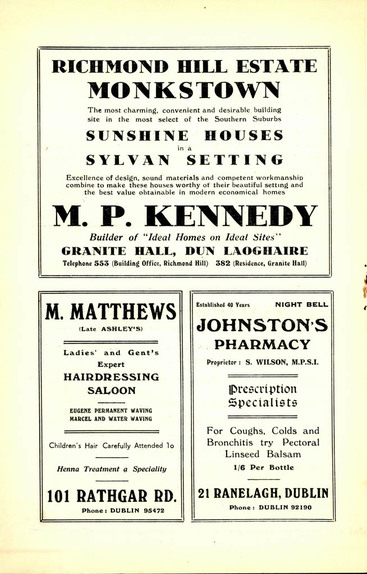 RICHMOND HILL ESTATE
MONKSTOWN
The most charming, convenient and desirable building
site in the most select of the Southern Suburbs
SUNSHINE HOUSES
in a
SYLVAN SETTING
Excellence of design, sound materials and competent workmanship
combine to make these houses worthy of their beautiful setting and
the best value obtainable in modern economical homes
M. P. KENNEDY
Builder of "Ideal Homes on Ideal Sites"
GRANITE HALL, DUN LAOGHAIRE
Telephone 553 (Building Office, Richmond Hill) 382 (Residence, Granite Hall)
M. MATTHEWS
(Late ASHLEY'S)
Ladies' and Gent's
Expert
HAIRDRESSING
SALOON
EUGENE PERMANENT WAVING
MARCEL AND WATER WAVING
Children's Hair Carefully Attended To
Henna Treatment a Speciality
101 RATHGAR RD.
Phone: DUBLIN 95472
Established 40 Years NIGHT BELL
JOHNSTON'S
PHARMACY
Proprietor: S. WILSON, M.P.S.I.
Prescription
Specialists
For Coughs, Colds and
Bronchitis try Pectoral
Linseed Balsam
1/6 Per Bottle
21 RANELAGH, DUBLIN
Phone: DUBLIN 92190